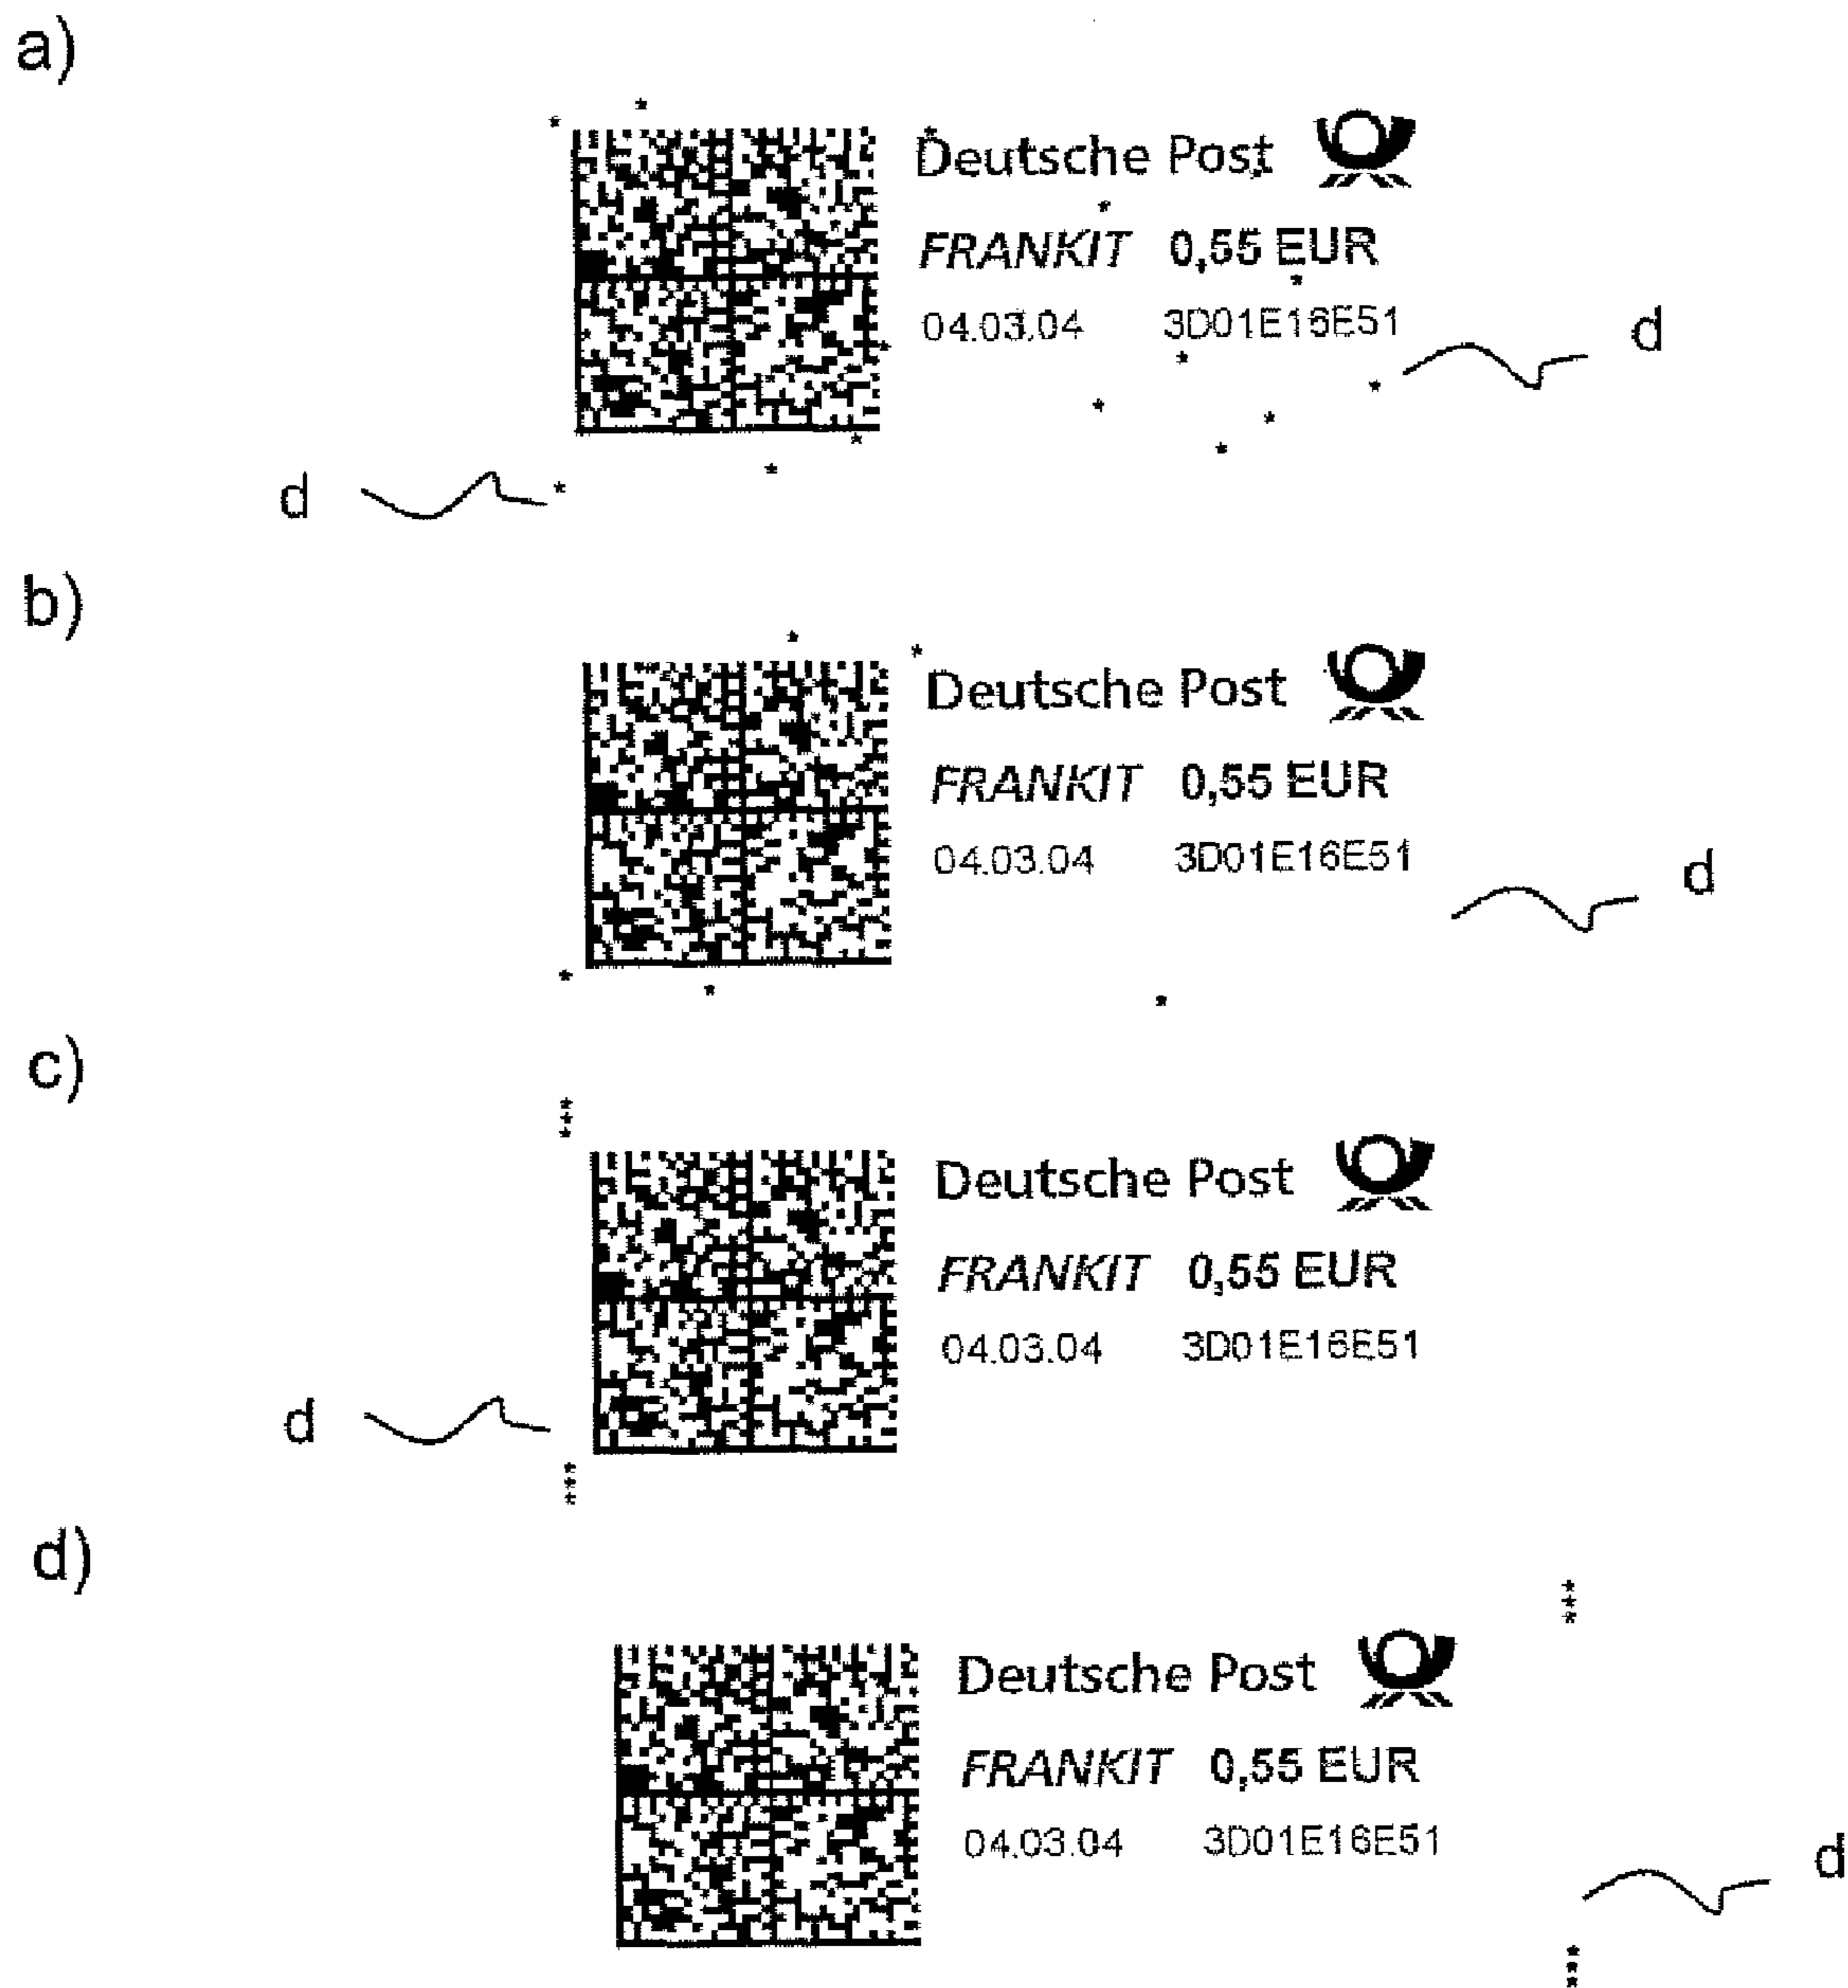 a)
Deutsche Post
FRANKIT 0,55 EUR
04.03.04 3D01E16E51
d
d
b)
Deutsche Post
FRANKIT 0,55 EUR
04.03.04 3D01E16E51
d
c)
Deutsche Post
FRANKIT 0,55 EUR
04.03.04 3D01E16E51
d
d)
Deutsche Post
FRANKIT 0,55 EUR
04.03.04 3D01E16E51
d